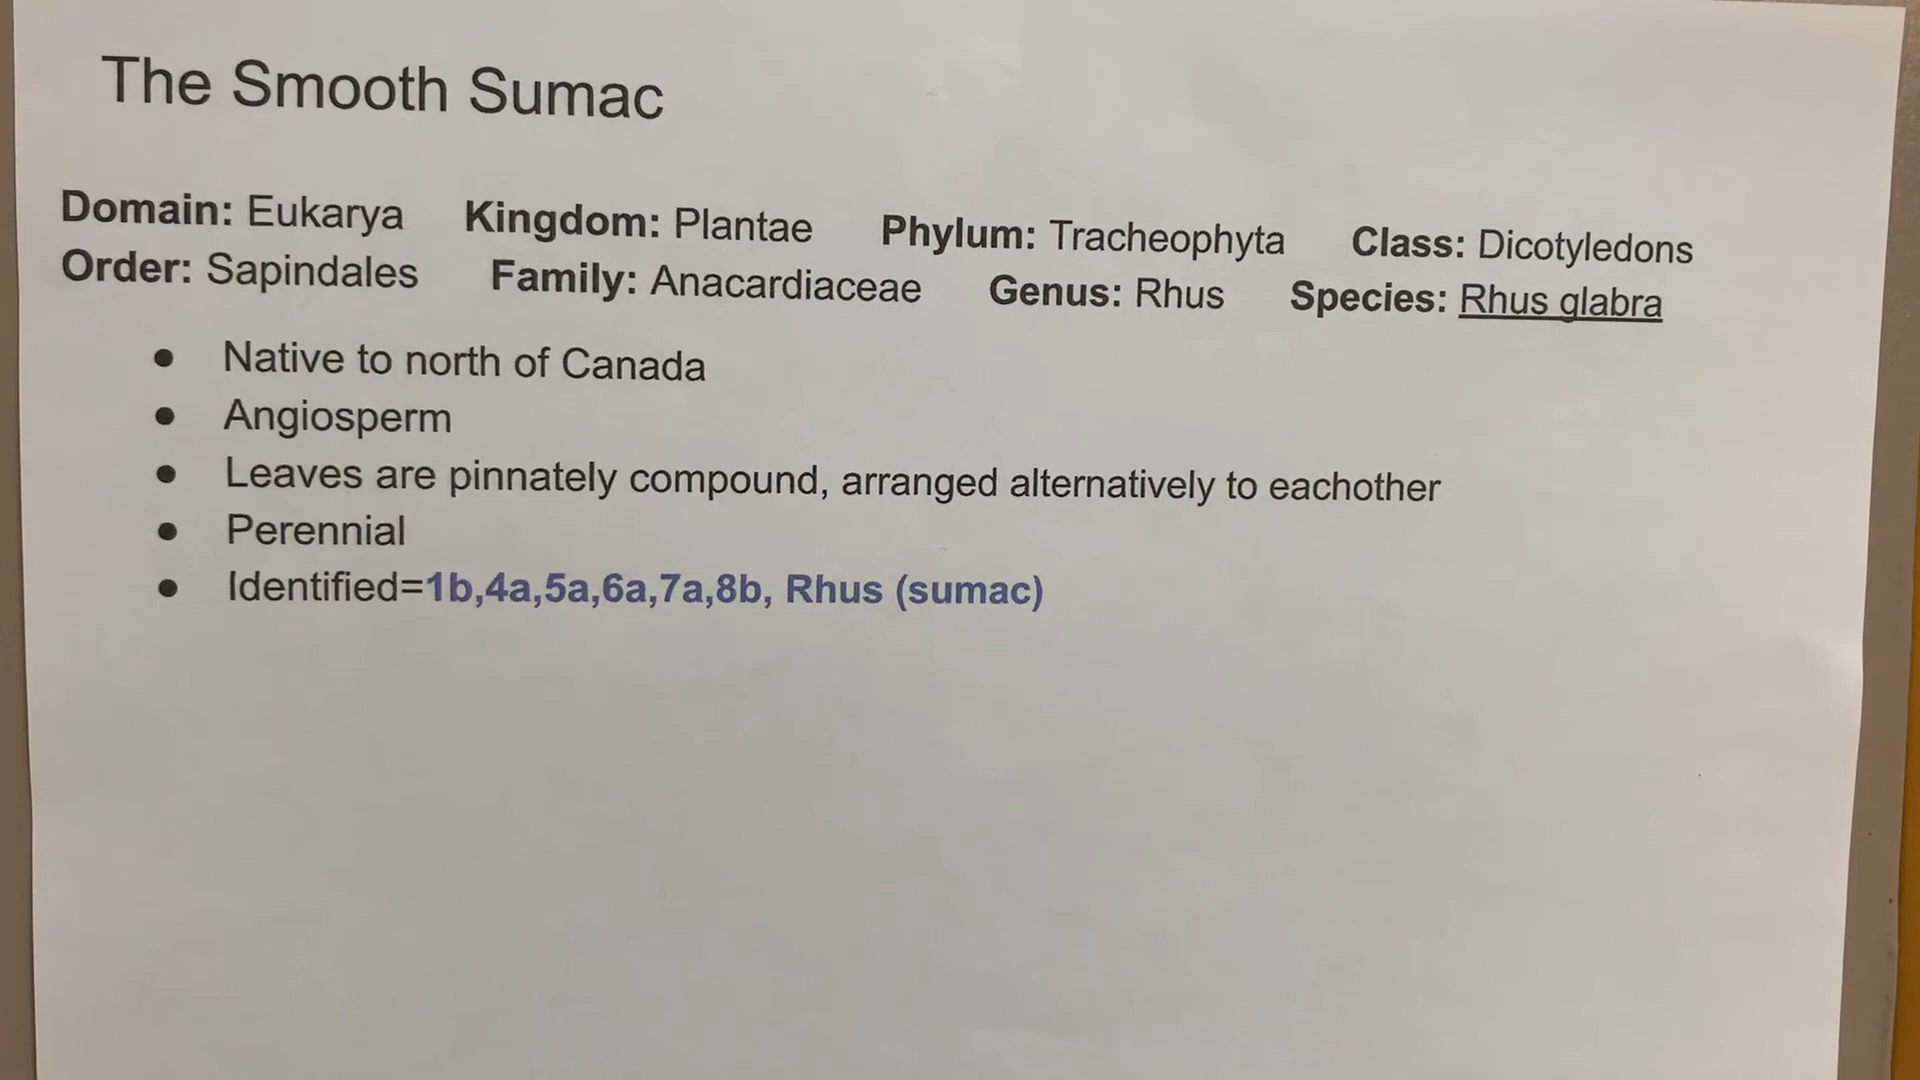 The Smooth Sumac
Domain: Eukarya Kingdom: Plantae Phylum: Tracheophyta Class: Dicotyledons
Order: Sapindales Family: Anacardiaceae Genus: Rhus Species: Rhus glabra
● Native to north of Canada
● Angiosperm
● Leaves are pinnately compound, arranged alternatively to eachother
● Perennial
● Identified=1b,4a,5a,6a,7a,8b, Rhus (sumac)